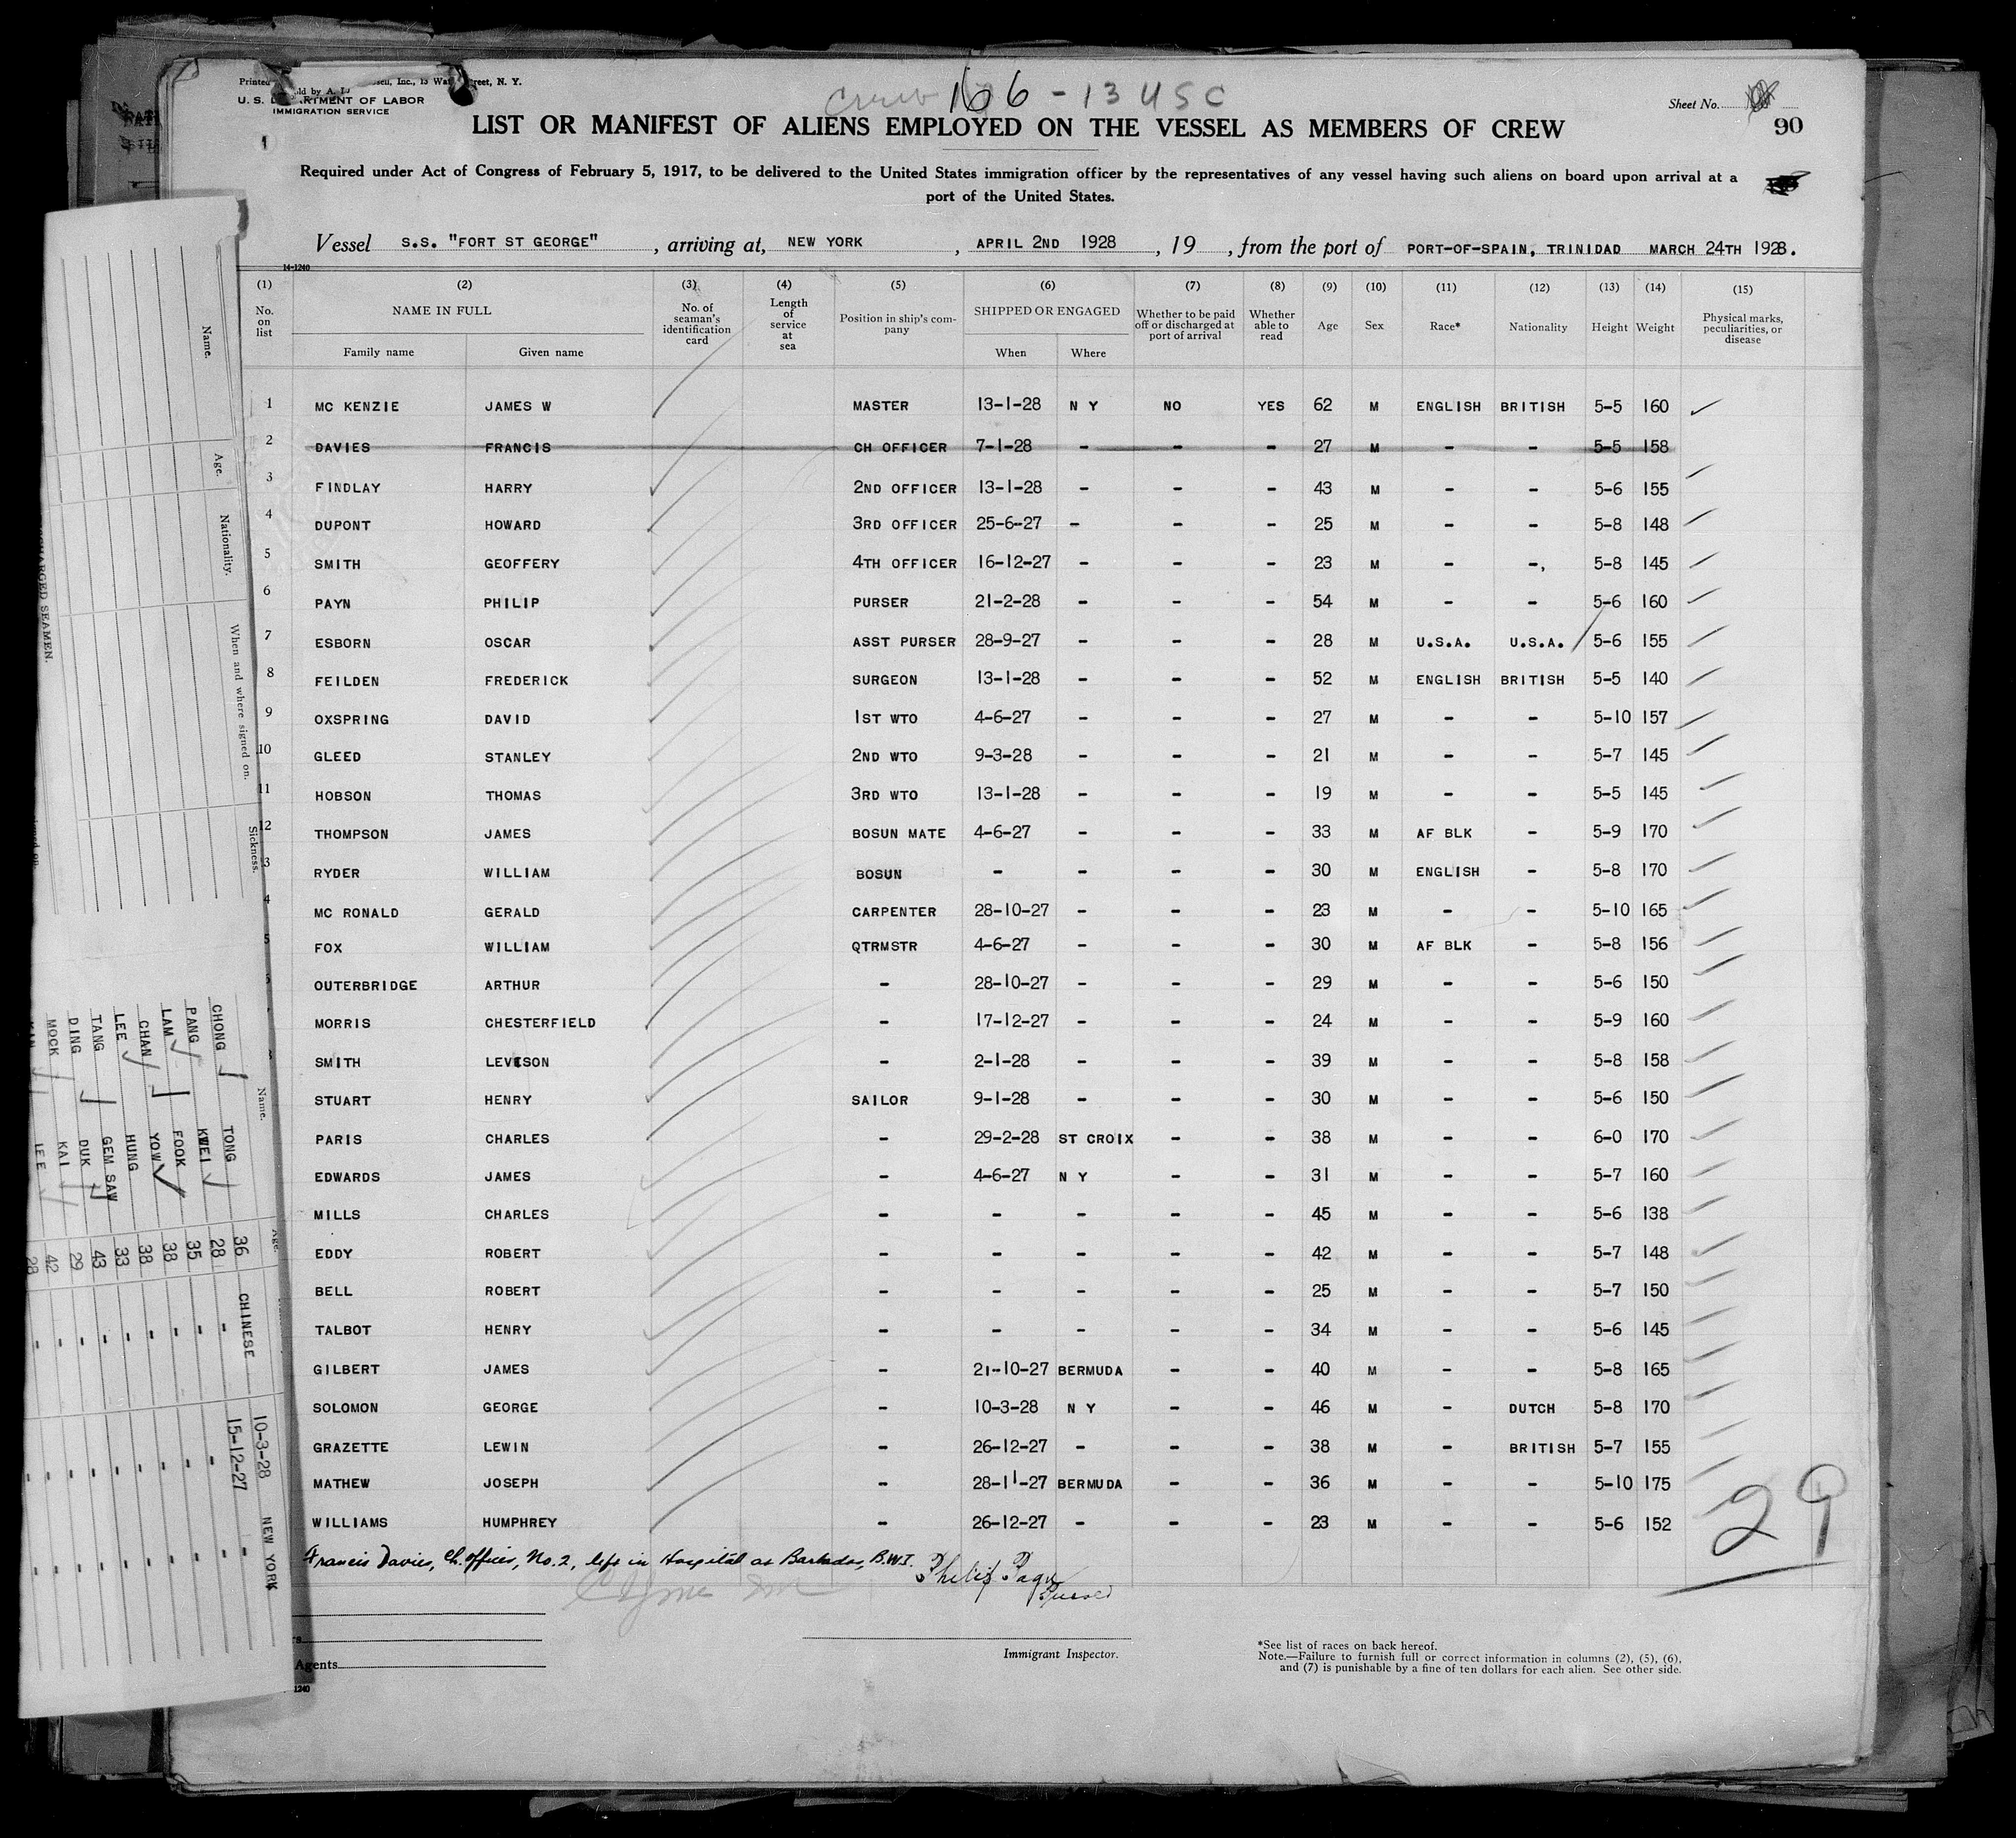 U. S. DEPARTMENT OF LABOR
IMMIGRATION SERVICE
Crew 166 - 13 USC
Sheet No.
90
LIST OR MANIFEST OF ALIENS EMPLOYED ON THE VESSEL AS MEMBERS OF CREW
Required under Act of Congress of February 5, 1917, to be delivered to the United States immigration officer by the representatives of any vessel having such aliens on board upon arrival at a
port of the United States.
Vessel S.S. "FORT ST GEORGE", arriving at, NEW YORK, APRIL 2ND 1928, 19 , from the port of PORT-OF-SPAIN, TRINIDAD MARCH 24TH 1928.
14-1240
(1) (2) (3) (4) (5) (6) (7) (8) (9) (10) (11) (12) (13) (14) (15)
No. on list NAME IN FULL No. of seaman's identification card Length of service at sea Position in ship's company SHIPPED OR ENGAGED Whether to be paid off or discharged at port of arrival Whether able to read Age Sex Race* Nationality Height Weight Physical marks, peculiarities, or disease
Family name Given name When Where
1 MC KENZIE JAMES W MASTER 13-1-28 N Y NO YES 62 M ENGLISH BRITISH 5-5 160
2 DAVIES FRANCIS CH OFFICER 7-1-28 - - - 27 M - - 5-5 158
3 FINDLAY HARRY 2ND OFFICER 13-1-28 - - - 43 M - - 5-6 155
4 DUPONT HOWARD 3RD OFFICER 25-6-27 - - - 25 M - - 5-8 148
5 SMITH GEOFFERY 4TH OFFICER 16-12-27 - - - 23 M - -, 5-8 145
6 PAYN PHILIP PURSER 21-2-28 - - - 54 M - - 5-6 160
7 ESBORN OSCAR ASST PURSER 28-9-27 - - - 28 M U.S.A. U.S.A. 5-6 155
8 FEILDEN FREDERICK SURGEON 13-1-28 - - - 52 M ENGLISH BRITISH 5-5 140
9 OXSPRING DAVID 1ST WTO 4-6-27 - - - 27 M - - 5-10 157
10 GLEED STANLEY 2ND WTO 9-3-28 - - - 21 M - - 5-7 145
11 HOBSON THOMAS 3RD WTO 13-1-28 - - - 19 M - - 5-5 145
12 THOMPSON JAMES BOSUN MATE 4-6-27 - - - 33 M AF BLK - 5-9 170
3 RYDER WILLIAM BOSUN - - - - 30 M ENGLISH - 5-8 170
4 MC RONALD GERALD CARPENTER 28-10-27 - - - 23 M - - 5-10 165
5 FOX WILLIAM QTRMSTR 4-6-27 - - - 30 M AF BLK - 5-8 156
OUTERBRIDGE ARTHUR - 28-10-27 - - - 29 M - - 5-6 150
MORRIS CHESTERFIELD - 17-12-27 - - - 24 M - - 5-9 160
SMITH LEVESON - 2-1-28 - - - 39 M - - 5-8 158
STUART HENRY SAILOR 9-1-28 - - - 30 M - - 5-6 150
PARIS CHARLES - 29-2-28 ST CROIX - - 38 M - - 6-0 170
EDWARDS JAMES - 4-6-27 N Y - - 31 M - - 5-7 160
MILLS CHARLES - - - - - 45 M - - 5-6 138
EDDY ROBERT - - - - - 42 M - - 5-7 148
BELL ROBERT - - - - - 25 M - - 5-7 150
TALBOT HENRY - - - - - 34 M - - 5-6 145
GILBERT JAMES - 21-10-27 BERMUDA - - 40 M - - 5-8 165
SOLOMON GEORGE - 10-3-28 N Y - - 46 M - DUTCH 5-8 170
GRAZETTE LEWIN - 26-12-27 - - - 38 M - BRITISH 5-7 155
MATHEW JOSEPH - 28-11-27 BERMUDA - - 36 M - - 5-10 175
WILLIAMS HUMPHREY - 26-12-27 - - - 23 M - - 5-6 152
29
Francis Davies, Ch. Officer, No. 2, left in Hospital at Barbados, B.W.I. Philip Payn
Purser
Agents
Immigrant Inspector.
*See list of races on back hereof.
Note.—Failure to furnish full or correct information in columns (2), (5), (6),
and (7) is punishable by a fine of ten dollars for each alien. See other side.
1240
Name. Age. Nationality. When and where signed on. Sickness.
Name. Age.
10-3-28 NEW YORK
CHONG TONG 36 CHINESE 15-12-27
PANG KWEI 28 -
LAM FOOK 35 -
CHAN YOW 38 -
LEE HUNG 38 -
TANG GEM SAW 33 -
DING DUK 43 -
MOCK KAI 29 -
LEE 42 -
28